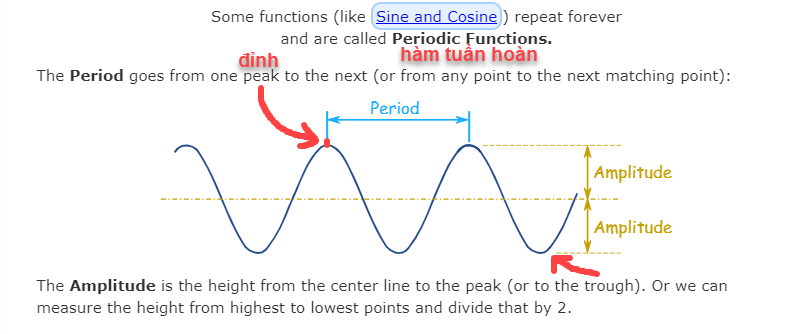 Some functions (like Sine and Cosine) repeat forever
and are called Periodic Functions.
đỉnh
hàm tuần hoàn
The Period goes from one peak to the next (or from any point to the next matching point):
Period
Amplitude
Amplitude
The Amplitude is the height from the center line to the peak (or to the trough). Or we can
measure the height from highest to lowest points and divide that by 2.